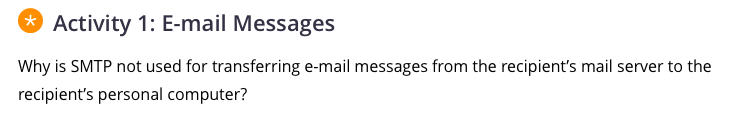 Activity 1: E-mail Messages
Why is SMTP not used for transferring e-mail messages from the recipient’s mail server to the
recipient’s personal computer?